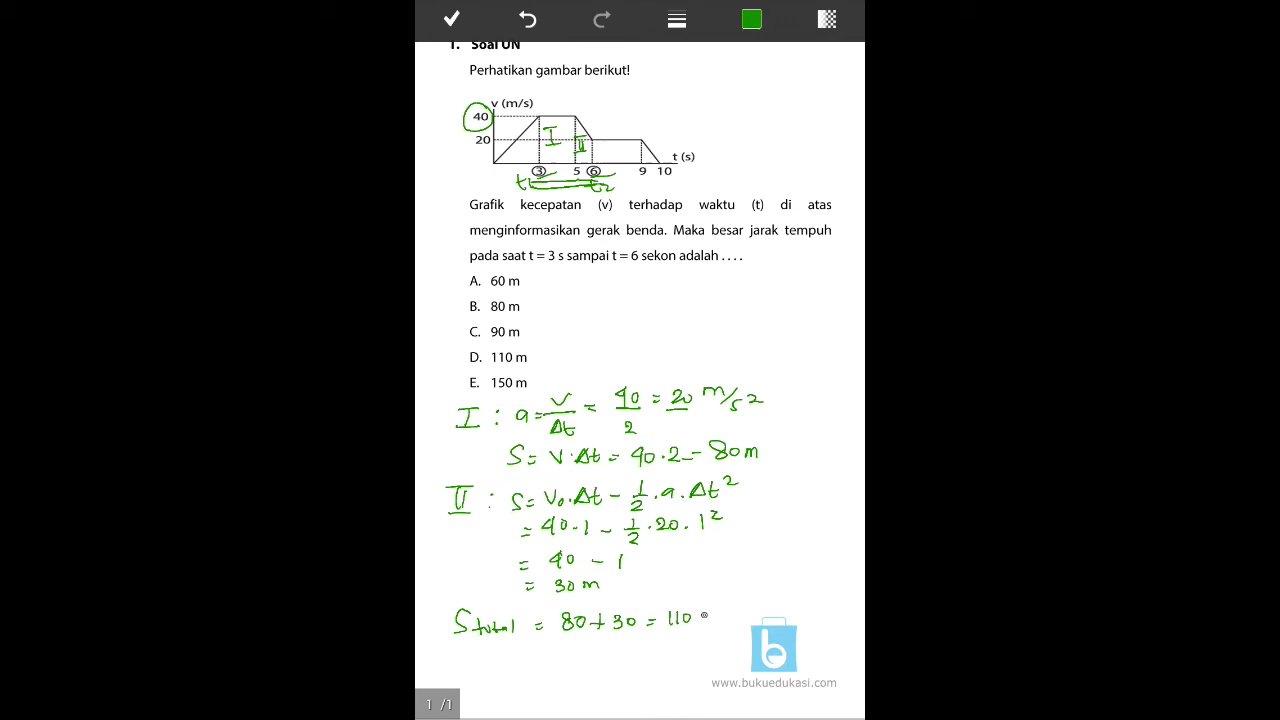 1. Soal UN
Perhatikan gambar berikut!
v (m/s)
40
I
20
II
t (s)
3 5 6 9 10
t1 t2
Grafik kecepatan (v) terhadap waktu (t) di atas
menginformasikan gerak benda. Maka besar jarak tempuh
pada saat t = 3 s sampai t = 6 sekon adalah . . . .
A. 60 m
B. 80 m
C. 90 m
D. 110 m
E. 150 m
I : a = V/Δt = 40/2 = 20 m/s2
S = V . Δt = 40 . 2 = 80 m
II : S = V0 . Δt - 1/2 . a . Δt²
= 40 . 1 - 1/2 . 20 . 1²
= 40 - 1
= 30 m
Stotal = 80 + 30 = 110
b
www.bukuedukasi.com
1 /1